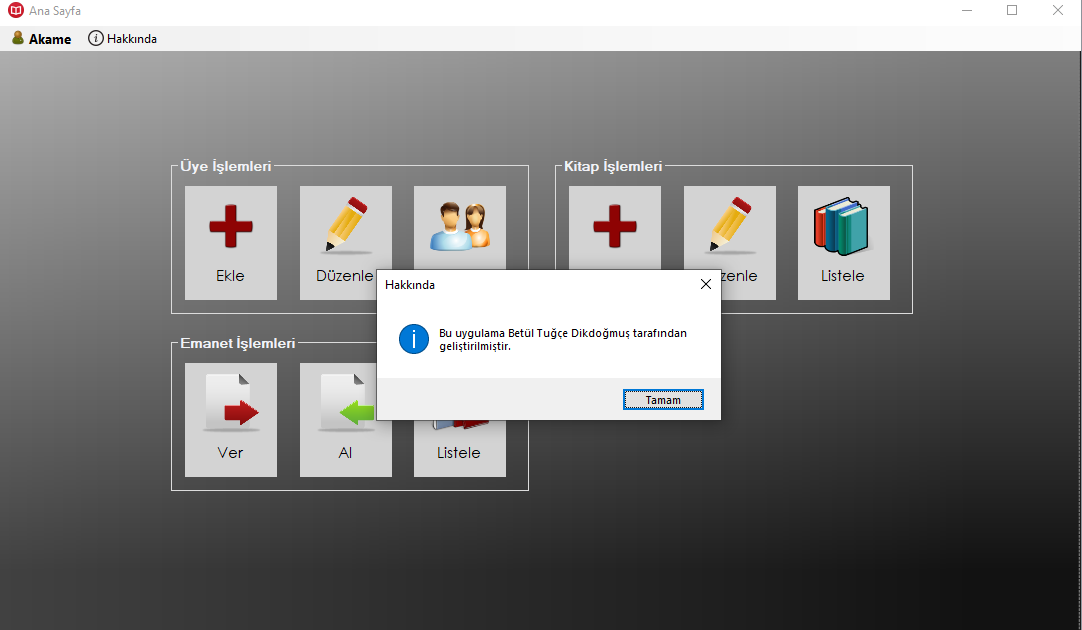 Ana Sayfa
Akame
Hakkında
Üye İşlemleri
Kitap İşlemleri
Ekle
Düzenle
Listele
Hakkında
Bu uygulama Betül Tuğçe Dikdoğmuş tarafından
geliştirilmiştir.
Tamam
Emanet İşlemleri
Ver
Al
Listele